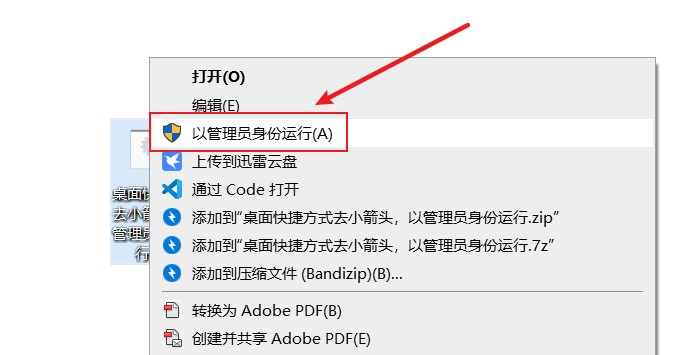 打开(O)
编辑(E)
以管理员身份运行(A)
上传到迅雷云盘
通过 Code 打开
添加到“桌面快捷方式去小箭头，以管理员身份运行.zip”
添加到“桌面快捷方式去小箭头，以管理员身份运行.7z”
添加到压缩文件 (Bandizip)(B)...
转换为 Adobe PDF(B)
创建并共享 Adobe PDF(E)
桌面快
去小箭
管理员
行